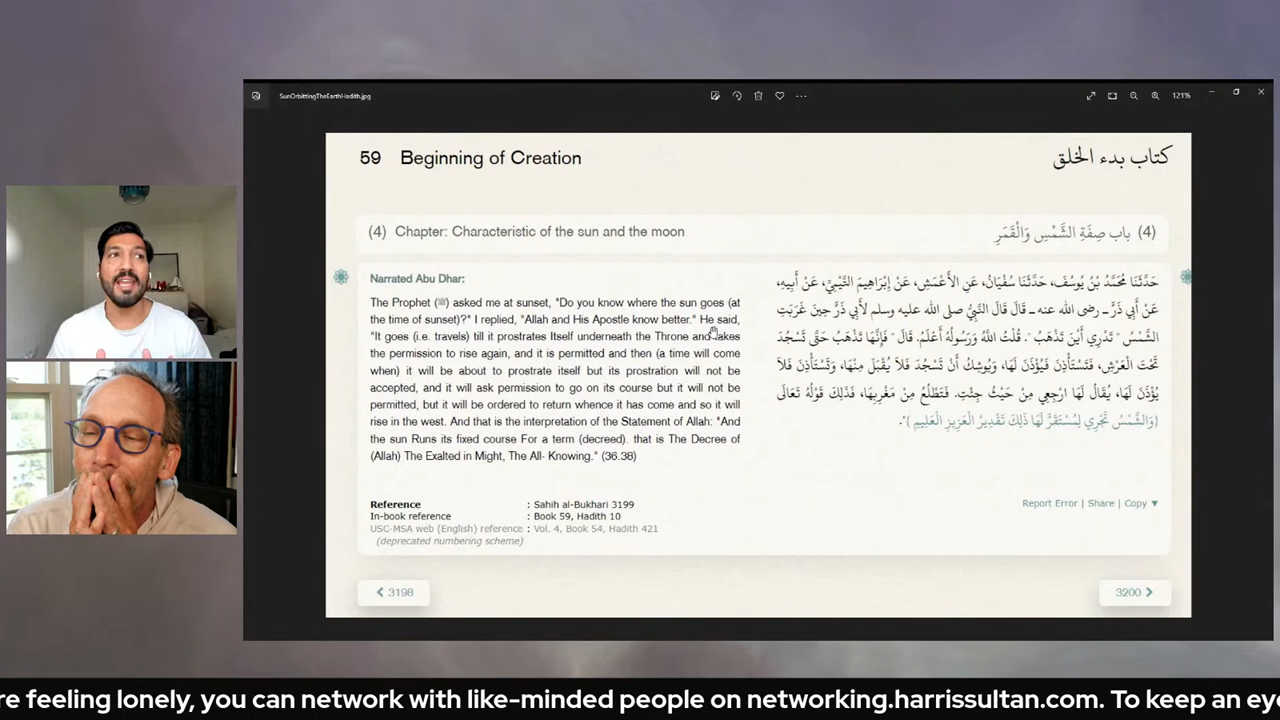 SunOrbittingTheEarthHadith.jpg
121%
59 Beginning of Creation
كتاب بدء الخلق
(4) Chapter: Characteristic of the sun and the moon
(4) باب صِفَةِ الشَّمْسِ وَالْقَمَرِ
Narrated Abu Dhar:
The Prophet (ﷺ) asked me at sunset, "Do you know where the sun goes (at
the time of sunset)?" I replied, "Allah and His Apostle know better." He said,
"It goes (i.e. travels) till it prostrates Itself underneath the Throne and takes
the permission to rise again, and it is permitted and then (a time will come
when) it will be about to prostrate itself but its prostration will not be
accepted, and it will ask permission to go on its course but it will not be
permitted, but it will be ordered to return whence it has come and so it will
rise in the west. And that is the interpretation of the Statement of Allah: "And
the sun Runs its fixed course For a term (decreed). that is The Decree of
(Allah) The Exalted in Might, The All- Knowing." (36.38)
حَدَّثَنَا مُحَمَّدُ بْنُ يُوسُفَ، حَدَّثَنَا سُفْيَانُ، عَنِ الأَعْمَشِ، عَنْ إِبْرَاهِيمَ التَّيْمِيِّ، عَنْ أَبِيهِ،
عَنْ أَبِي ذَرٍّ ـ رضى الله عنه ـ قَالَ قَالَ النَّبِيُّ صلى الله عليه وسلم لأَبِي ذَرٍّ حِينَ غَرَبَتِ
الشَّمْسُ " تَدْرِي أَيْنَ تَذْهَبُ ". قُلْتُ اللَّهُ وَرَسُولُهُ أَعْلَمُ. قَالَ " فَإِنَّهَا تَذْهَبُ حَتَّى تَسْجُدَ
تَحْتَ الْعَرْشِ، فَتَسْتَأْذِنَ فَيُؤْذَنَ لَهَا، وَيُوشِكُ أَنْ تَسْجُدَ فَلاَ يُقْبَلَ مِنْهَا، وَتَسْتَأْذِنَ فَلاَ
يُؤْذَنَ لَهَا، يُقَالُ لَهَا ارْجِعِي مِنْ حَيْثُ جِئْتِ. فَتَطْلُعُ مِنْ مَغْرِبِهَا، فَذَلِكَ قَوْلُهُ تَعَالَى
{وَالشَّمْسُ تَجْرِي لِمُسْتَقَرٍّ لَهَا ذَلِكَ تَقْدِيرُ الْعَزِيزِ الْعَلِيمِ }".
Reference : Sahih al-Bukhari 3199
In-book reference : Book 59, Hadith 10
USC-MSA web (English) reference : Vol. 4, Book 54, Hadith 421
(deprecated numbering scheme)
Report Error | Share | Copy ▼
3198
3200
re feeling lonely, you can network with like-minded people on networking.harrissultan.com. To keep an eye